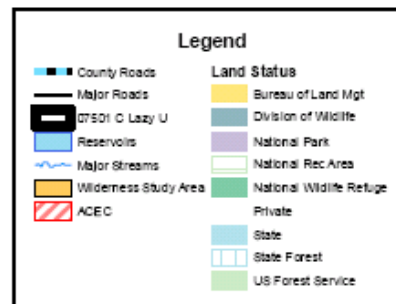 Legend
County Roads
Major Roads
07501 C Lazy U
Reservoirs
Major Streams
Wilderness Study Area
ACEC
Land Status
Bureau of Land Mgt
Division of Wildlife
National Park
National Rec Area
National Wildlife Refuge
Private
State
State Forest
US Forest Service